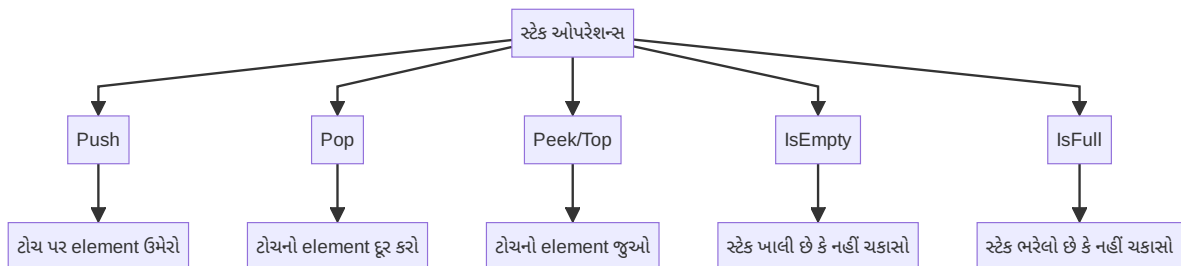 સ્ટેક ઓપરેશન્સ
Push
Pop
Peek/Top
IsEmpty
IsFull
ટોચ પર element ઉમેરો
ટોચનો element દૂર કરો
ટોચનો element જુઓ
સ્ટેક ખાલી છે કે નહીં ચકાસો
સ્ટેક ભરેલો છે કે નહીં ચકાસો